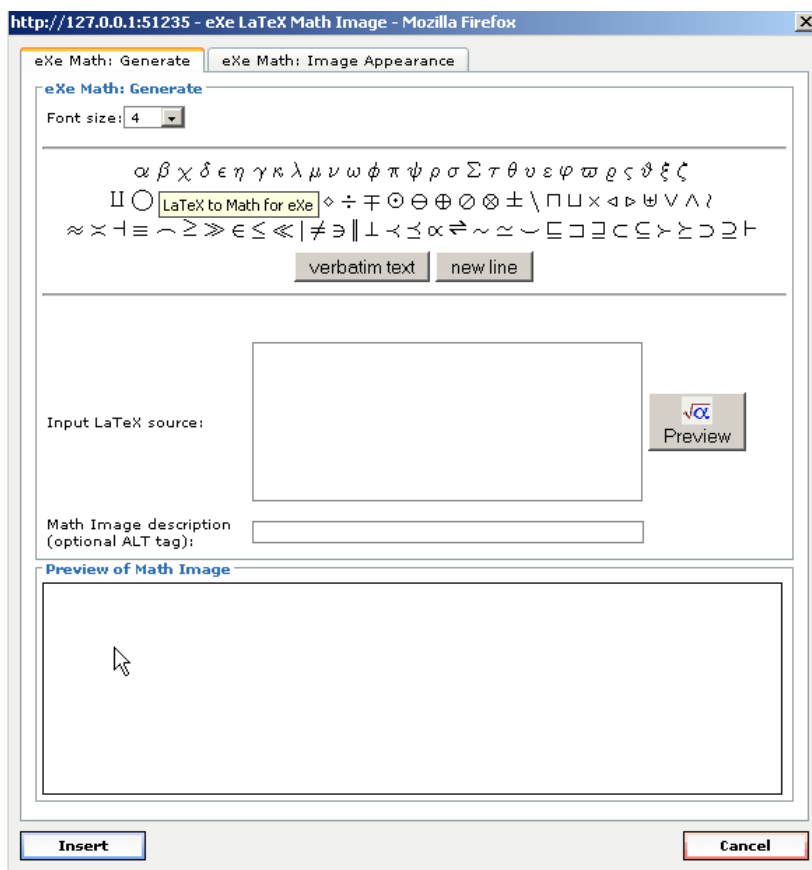 http://127.0.0.1:51235 - eXe LaTeX Math Image - Mozilla Firefox
eXe Math: Generate eXe Math: Image Appearance
eXe Math: Generate
Font size: 4
α β χ δ ϵ η γ κ λ μ ν ω ϕ π ψ ρ σ Σ τ θ υ ε φ ϖ ϱ ς ϑ ξ ζ
⨿ ◯ LaTeX to Math for eXe ⋄ ÷ ∓ ⊙ ⊖ ⊕ ⊘ ⊗ ± \ ⊓ ⊔ × ◃ ▹ ⊎ ∨ ∧ ≀
≈ ≍ ⊣ ≡ ⌢ ≥ ≫ ∈ ≤ ≪ | ≠ ∋ ∥ ⊥ ≺ ⪯ ∝ ⇌ ∼ ≃ ⌣ ⊑ ⊐ ⊒ ⊂ ⊆ ≻ ⪰ ⊃ ⊇ ⊢
verbatim text new line
Input LaTeX source:
√α
Preview
Math Image description
(optional ALT tag):
Preview of Math Image
Insert Cancel